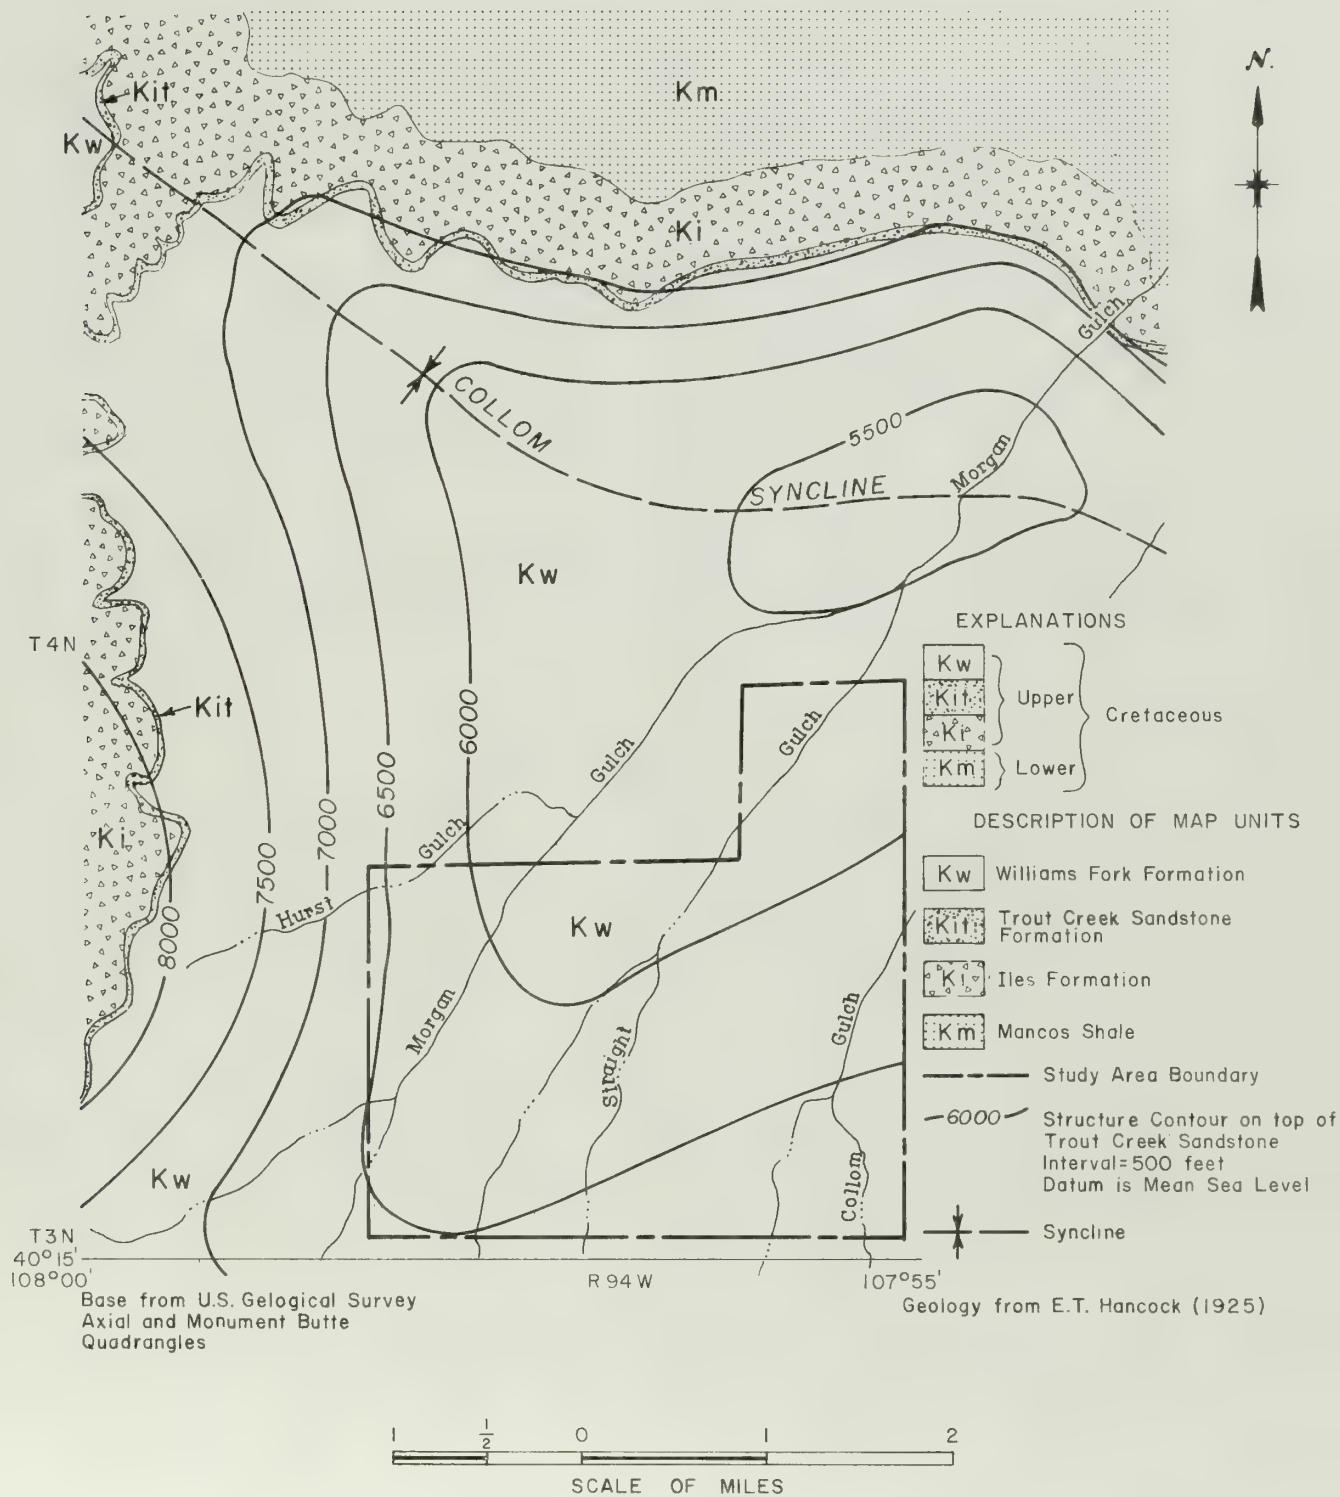 N.
Km
Kit
Kw
Ki
Gulch
COLLOM
5500
Morgan
SYNCLINE
Kw
T4N
Kit
6000
Gulch
Gulch
6500
7000
Ki
Gulch
7500
8000
Hurst
Kw
Morgan
Straight
Gulch
Collom
Kw
EXPLANATIONS
Kw
Kit
Ki
Km
Upper
Lower
Cretaceous
DESCRIPTION OF MAP UNITS
Kw Williams Fork Formation
Kit Trout Creek Sandstone
Formation
Ki Iles Formation
Km Mancos Shale
Study Area Boundary
6000 Structure Contour on top of
Trout Creek Sandstone
Interval=500 feet
Datum is Mean Sea Level
Syncline
T3N
40°15'
108°00'
R 94 W
107°55'
Base from U.S. Gelogical Survey
Axial and Monument Butte
Quadrangles
Geology from E.T. Hancock (1925)
1 1/2 0 1 2
SCALE OF MILES